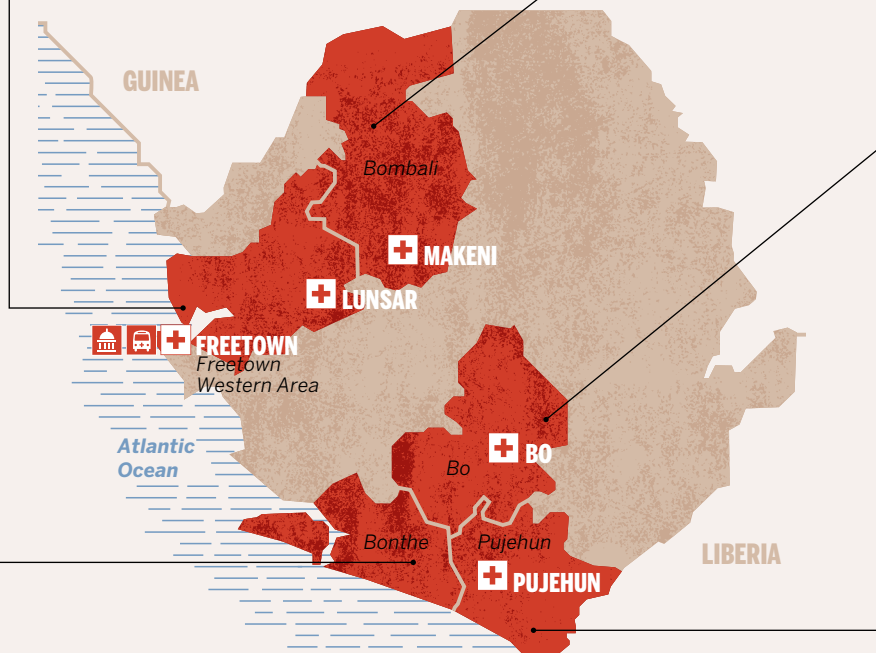 GUINEA
Bombali
MAKENI
LUNSAR
FREETOWN
Freetown
Western Area
Atlantic
Ocean
BO
Bo
Bonthe
Pujehun
LIBERIA
PUJEHUN